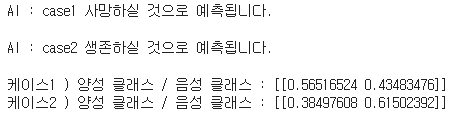 AI : case1 사망하실 것으로 예측됩니다.
AI : case2 생존하실 것으로 예측됩니다.
케이스1 ) 양성 클래스 / 음성 클래스 : [[0.56516524 0.43483476]]
케이스2 ) 양성 클래스 / 음성 클래스 : [[0.38497608 0.61502392]]